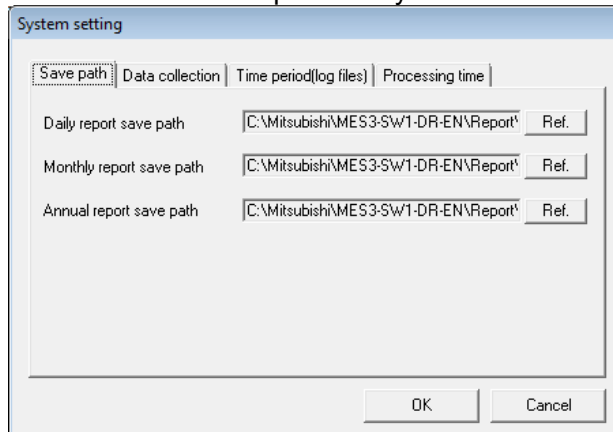 System setting
Save path Data collection Time period(log files) Processing time
Daily report save path C:\Mitsubishi\MES3-SW1-DR-EN\Report\ Ref.
Monthly report save path C:\Mitsubishi\MES3-SW1-DR-EN\Report\ Ref.
Annual report save path C:\Mitsubishi\MES3-SW1-DR-EN\Report\ Ref.
OK Cancel